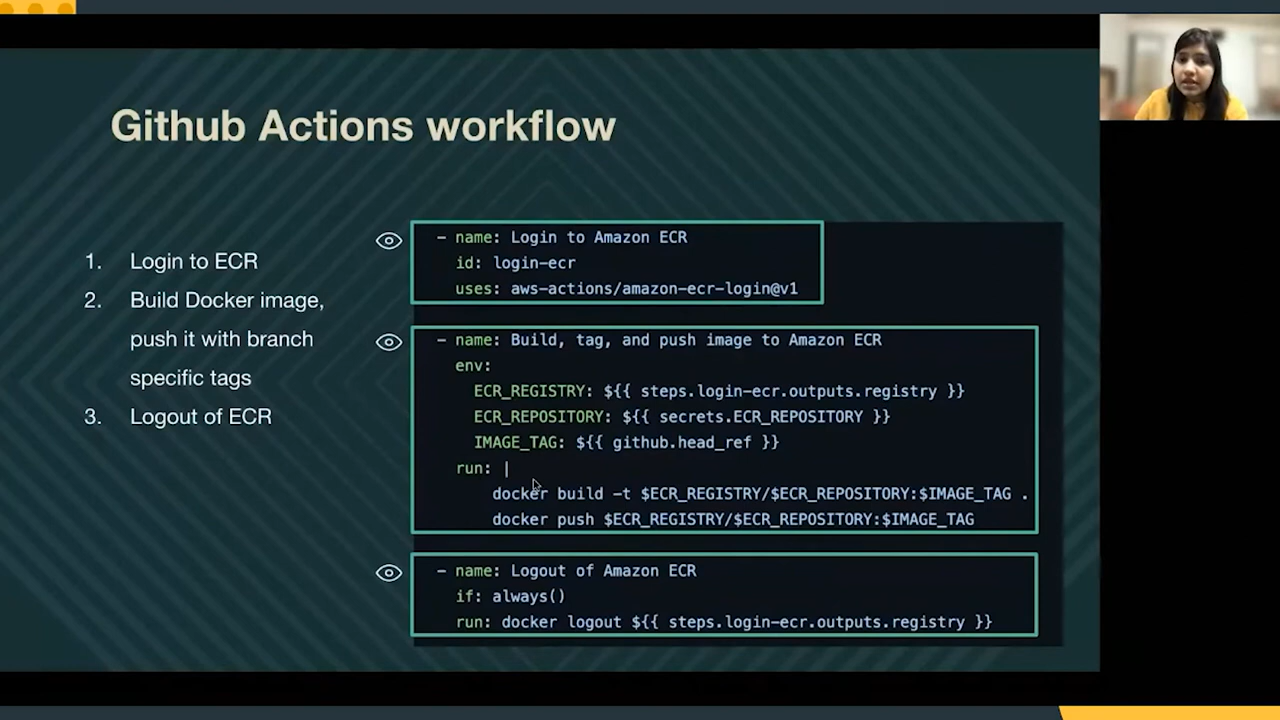 Github Actions workflow
1. Login to ECR
2. Build Docker image,
push it with branch
specific tags
3. Logout of ECR
- name: Login to Amazon ECR
id: login-ecr
uses: aws-actions/amazon-ecr-login@v1
- name: Build, tag, and push image to Amazon ECR
env:
ECR_REGISTRY: ${{ steps.login-ecr.outputs.registry }}
ECR_REPOSITORY: ${{ secrets.ECR_REPOSITORY }}
IMAGE_TAG: ${{ github.head_ref }}
run: |
docker build -t $ECR_REGISTRY/$ECR_REPOSITORY:$IMAGE_TAG .
docker push $ECR_REGISTRY/$ECR_REPOSITORY:$IMAGE_TAG
- name: Logout of Amazon ECR
if: always()
run: docker logout ${{ steps.login-ecr.outputs.registry }}